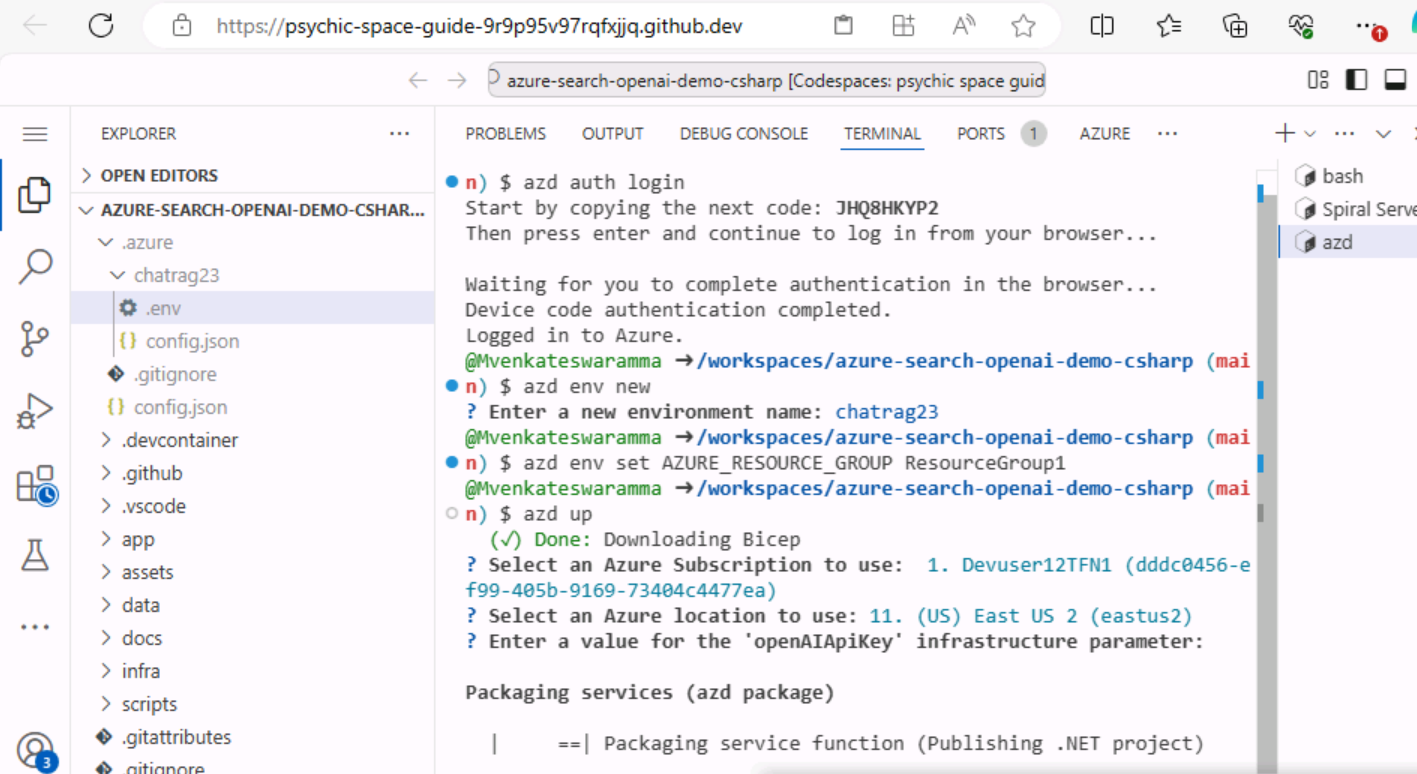 https://psychic-space-guide-9r9p95v97rqfxjjq.github.dev
azure-search-openai-demo-csharp [Codespaces: psychic space guid
EXPLORER
OPEN EDITORS
AZURE-SEARCH-OPENAI-DEMO-CSHAR...
.azure
chatrag23
.env
config.json
.gitignore
config.json
.devcontainer
.github
.vscode
app
assets
data
docs
infra
scripts
.gitattributes
.gitignore
3
PROBLEMS OUTPUT DEBUG CONSOLE TERMINAL PORTS 1 AZURE
n) $ azd auth login
Start by copying the next code: JHQ8HKYP2
Then press enter and continue to log in from your browser...
Waiting for you to complete authentication in the browser...
Device code authentication completed.
Logged in to Azure.
@Mvenkateswaramma ➜/workspaces/azure-search-openai-demo-csharp (mai
n) $ azd env new
? Enter a new environment name: chatrag23
@Mvenkateswaramma ➜/workspaces/azure-search-openai-demo-csharp (mai
n) $ azd env set AZURE_RESOURCE_GROUP ResourceGroup1
@Mvenkateswaramma ➜/workspaces/azure-search-openai-demo-csharp (mai
n) $ azd up
(✓) Done: Downloading Bicep
? Select an Azure Subscription to use:  1. Devuser12TFN1 (dddc0456-e
f99-405b-9169-73404c4477ea)
? Select an Azure location to use: 11. (US) East US 2 (eastus2)
? Enter a value for the 'openAIApiKey' infrastructure parameter:
Packaging services (azd package)
|     ==| Packaging service function (Publishing .NET project)
bash
Spiral Serve
azd